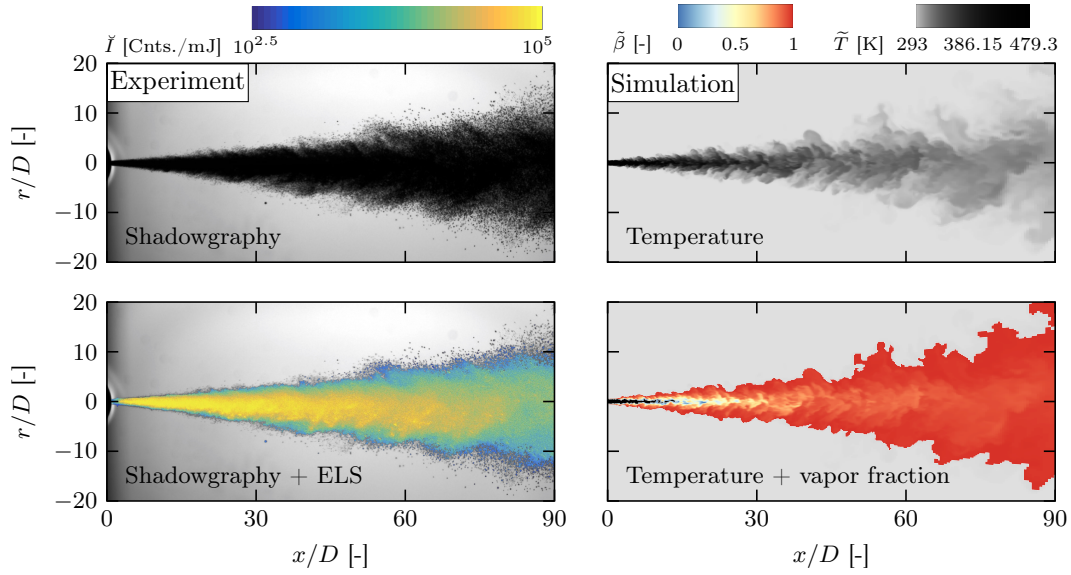 Ĭ [Cnts./mJ] 10^2.5 10^5
β̃ [-] 0 0.5 1
T̃ [K] 293 386.15 479.3
20
10
0
−10
−20
r/D [-]
Experiment
Shadowgraphy
Simulation
Temperature
20
10
0
−10
−20
r/D [-]
Shadowgraphy + ELS
0 30 60 90
x/D [-]
Temperature + vapor fraction
0 30 60 90
x/D [-]